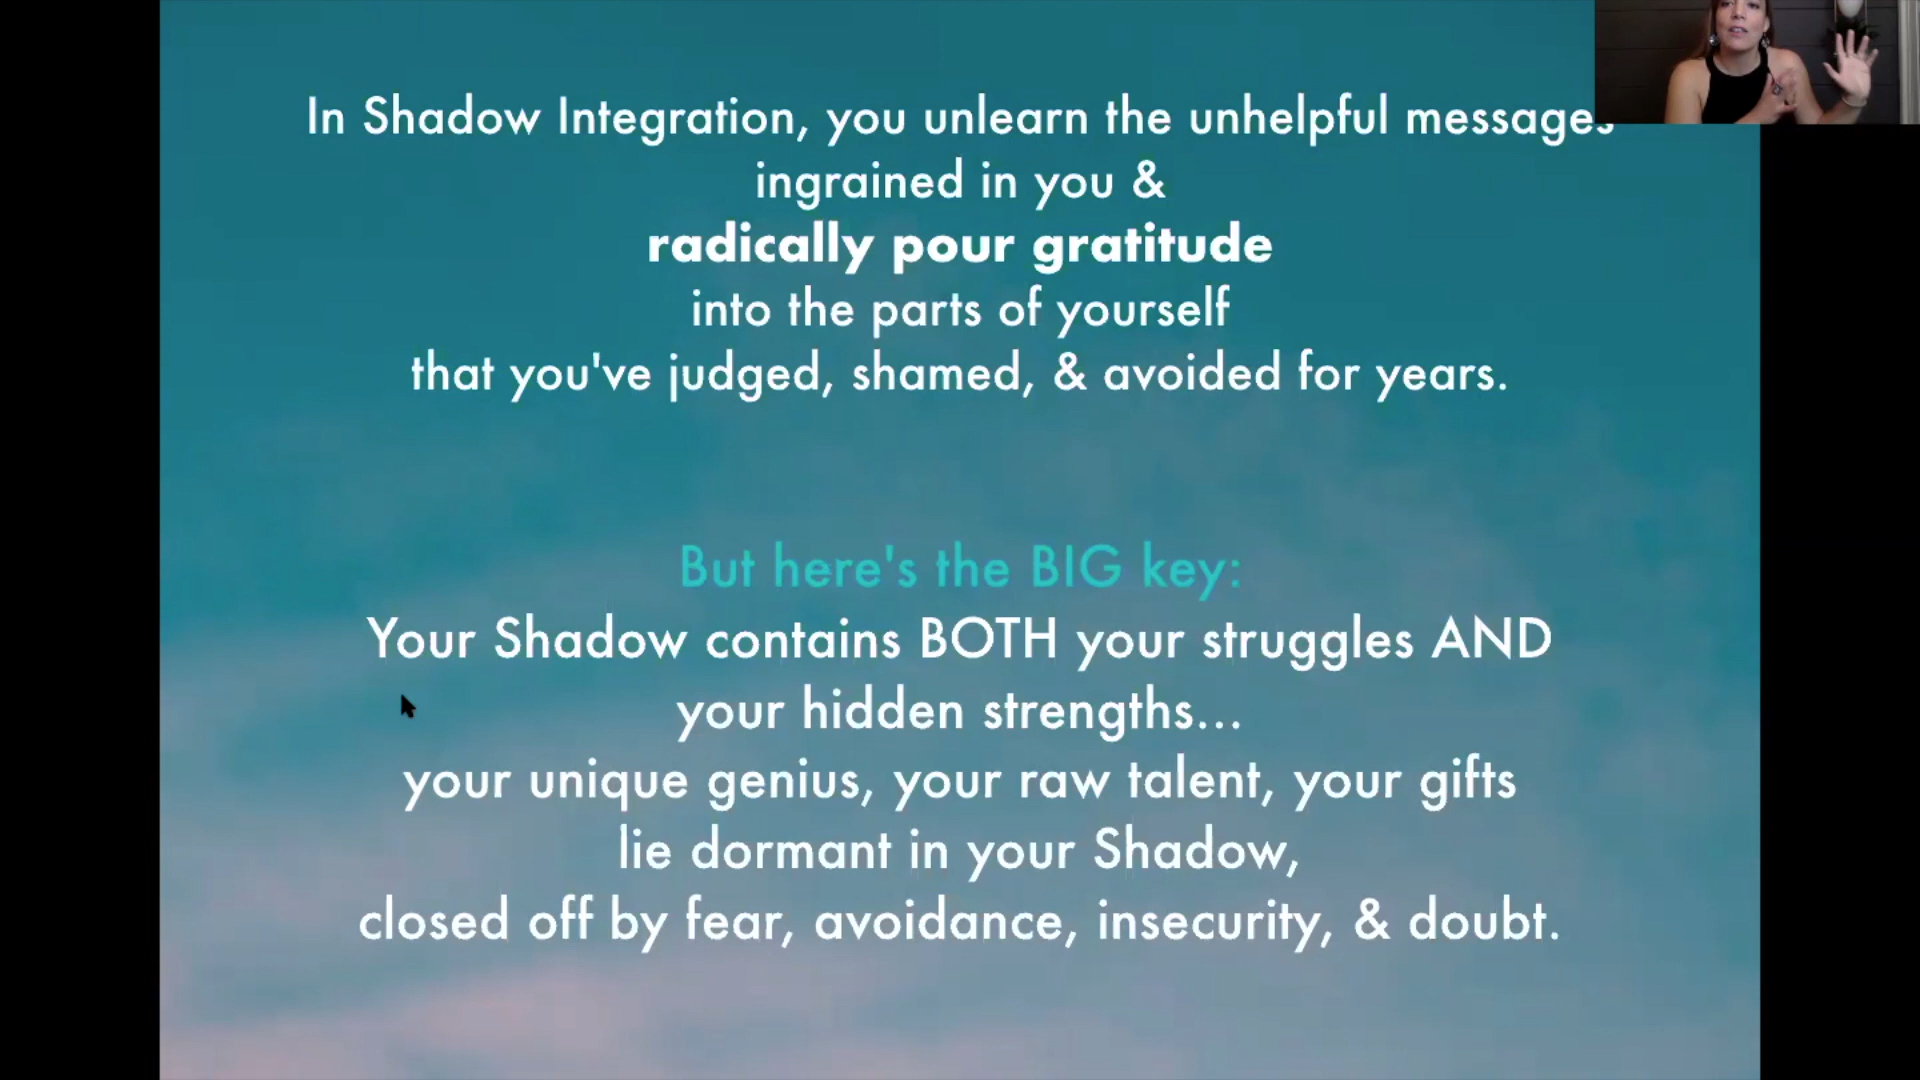 In Shadow Integration, you unlearn the unhelpful messages
ingrained in you &
radically pour gratitude
into the parts of yourself
that you've judged, shamed, & avoided for years.
But here's the BIG key:
Your Shadow contains BOTH your struggles AND
your hidden strengths...
your unique genius, your raw talent, your gifts
lie dormant in your Shadow,
closed off by fear, avoidance, insecurity, & doubt.